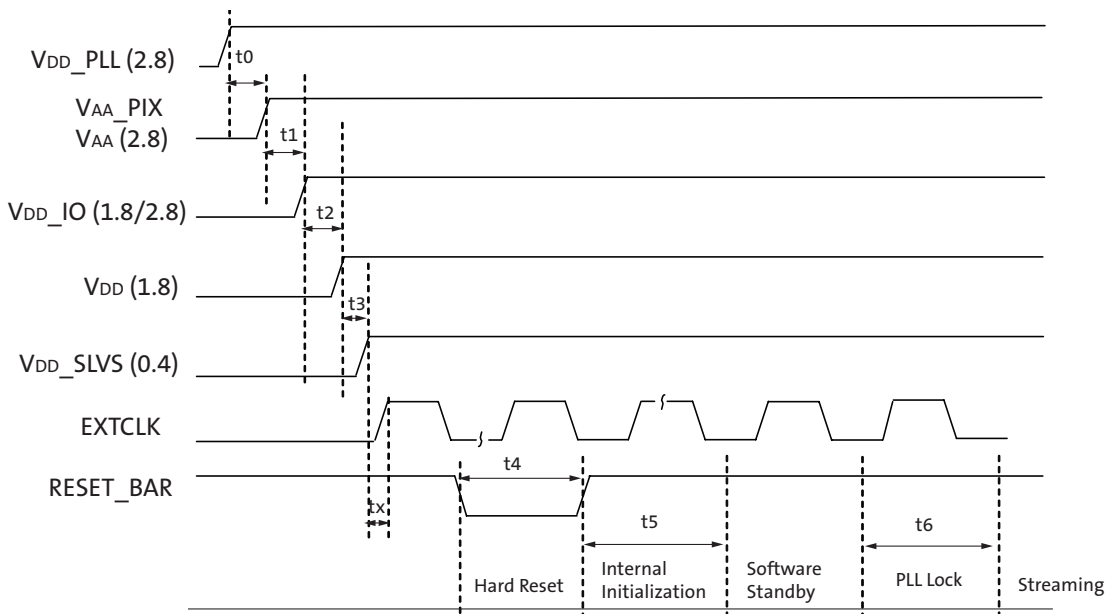 VDD_PLL (2.8)
t0
VAA_PIX
VAA (2.8)
t1
VDD_IO (1.8/2.8)
t2
VDD (1.8)
t3
VDD_SLVS (0.4)
EXTCLK
RESET_BAR
t4
tx
t5
t6
Hard Reset
Internal
Initialization
Software
Standby
PLL Lock
Streaming